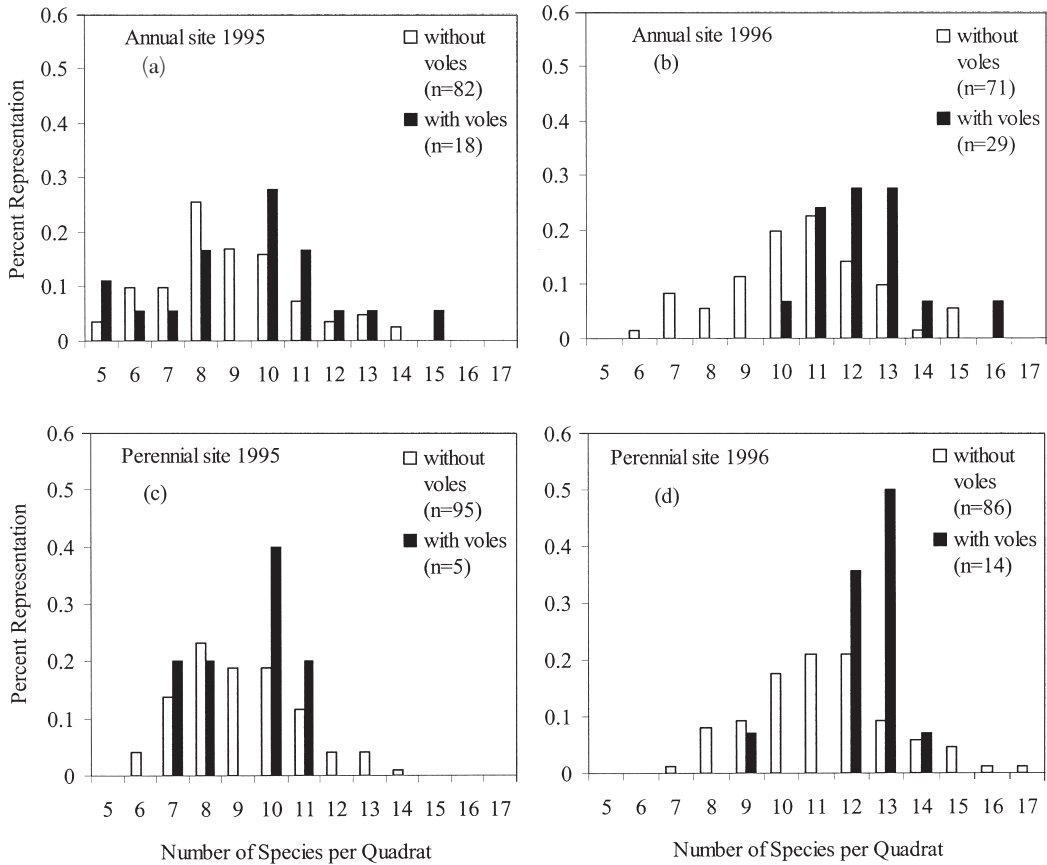 Annual site 1995
(a)
without
voles
(n=82)
with voles
(n=18)
Percent Representation
0.6
0.5
0.4
0.3
0.2
0.1
0
5 6 7 8 9 10 11 12 13 14 15 16 17
Annual site 1996
(b)
without
voles
(n=71)
with voles
(n=29)
0.6
0.5
0.4
0.3
0.2
0.1
0
5 6 7 8 9 10 11 12 13 14 15 16 17
Perennial site 1995
(c)
without
voles
(n=95)
with voles
(n=5)
Percent Representation
0.6
0.5
0.4
0.3
0.2
0.1
0
5 6 7 8 9 10 11 12 13 14 15 16 17
Number of Species per Quadrat
Perennial site 1996
(d)
without
voles
(n=86)
with voles
(n=14)
0.6
0.5
0.4
0.3
0.2
0.1
0
5 6 7 8 9 10 11 12 13 14 15 16 17
Number of Species per Quadrat